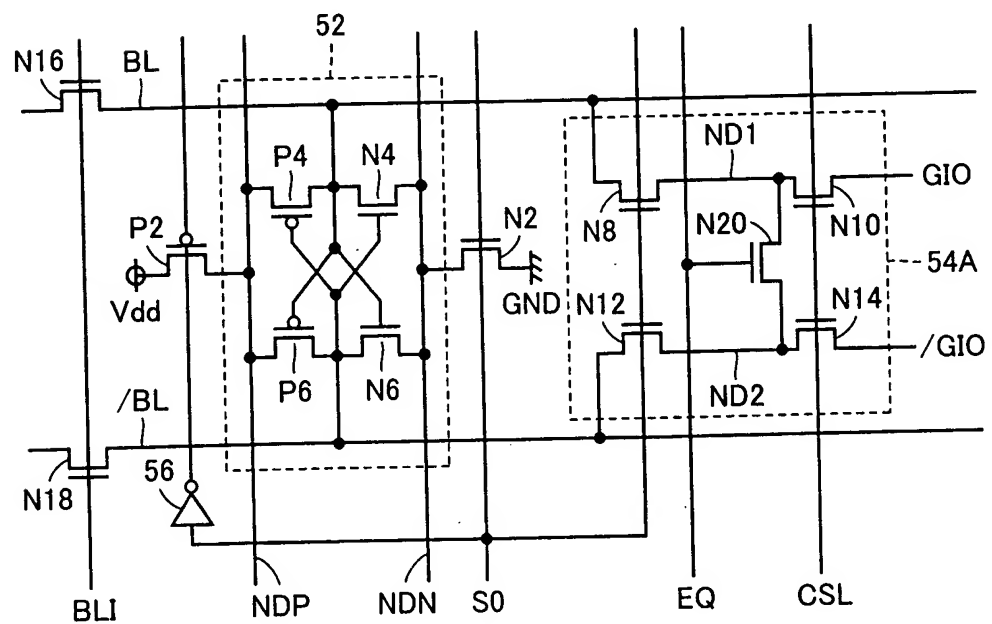 52
N16
BL
P4
N4
ND1
GIO
P2
N2
N8
N20
N10
54A
Vdd
GND
N12
N14
P6
N6
/GIO
/BL
ND2
N18
56
BLI
NDP
NDN
S0
EQ
CSL